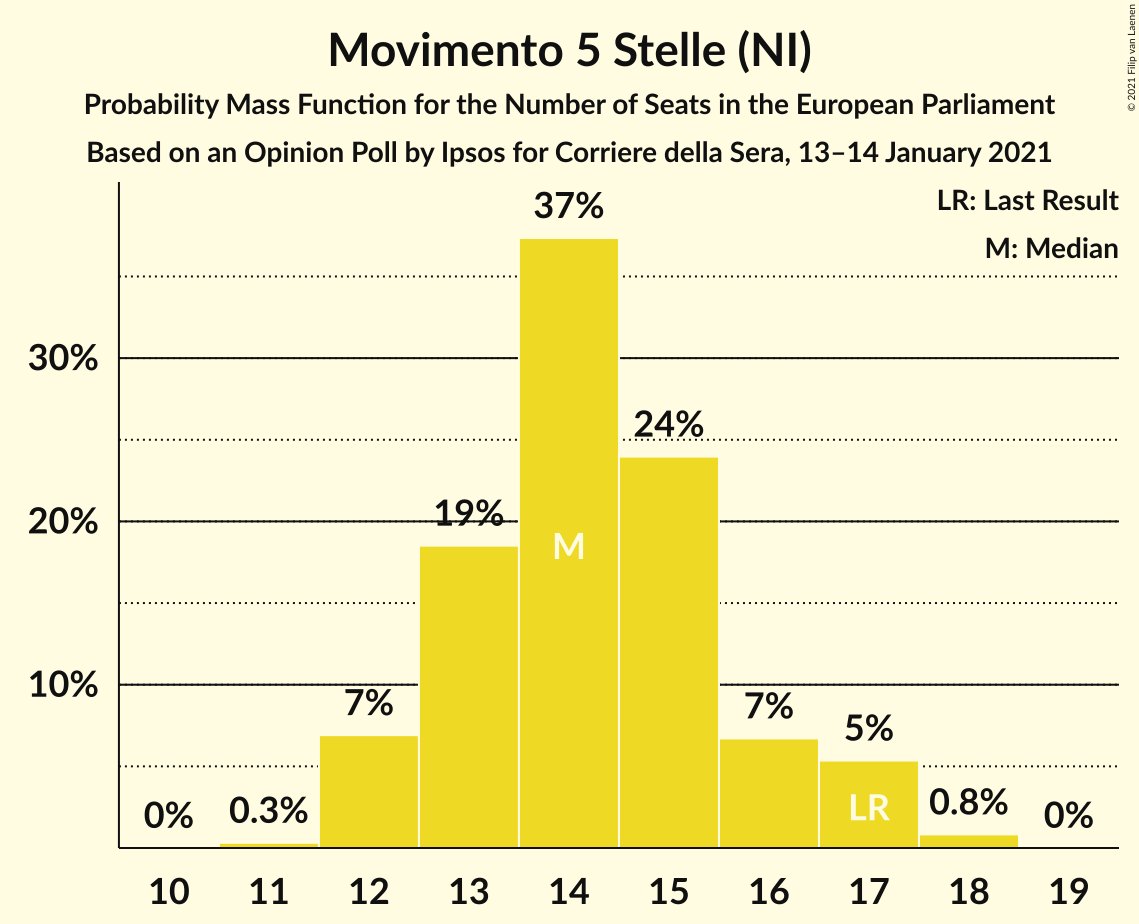 Movimento 5 Stelle (NI)
Probability Mass Function for the Number of Seats in the European Parliament
Based on an Opinion Poll by Ipsos for Corriere della Sera, 13–14 January 2021
© 2021 Filip van Laenen
LR: Last Result
M: Median
37%
30%
24%
20%
19%
M
10%
7%
7%
5%
LR
0%
0.3%
0.8%
0%
10 11 12 13 14 15 16 17 18 19